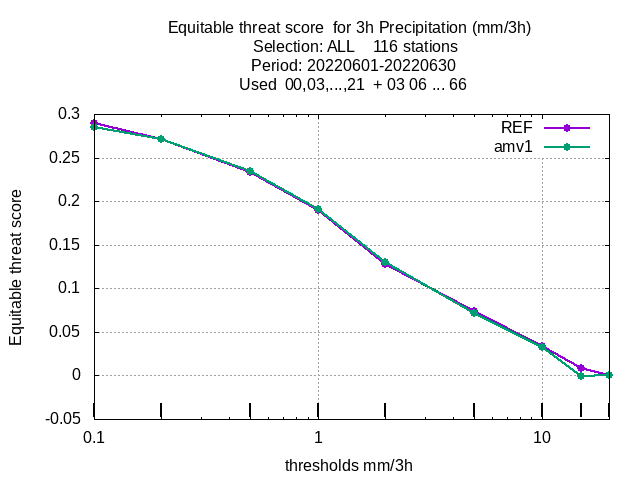 Equitable threat score  for 3h Precipitation (mm/3h)
Selection: ALL    116 stations
Period: 20220601-20220630
Used  00,03,...,21  + 03 06 ... 66
REF
amv1
0.3
0.25
0.2
0.15
0.1
0.05
0
-0.05
Equitable threat score
0.1
1
10
thresholds mm/3h